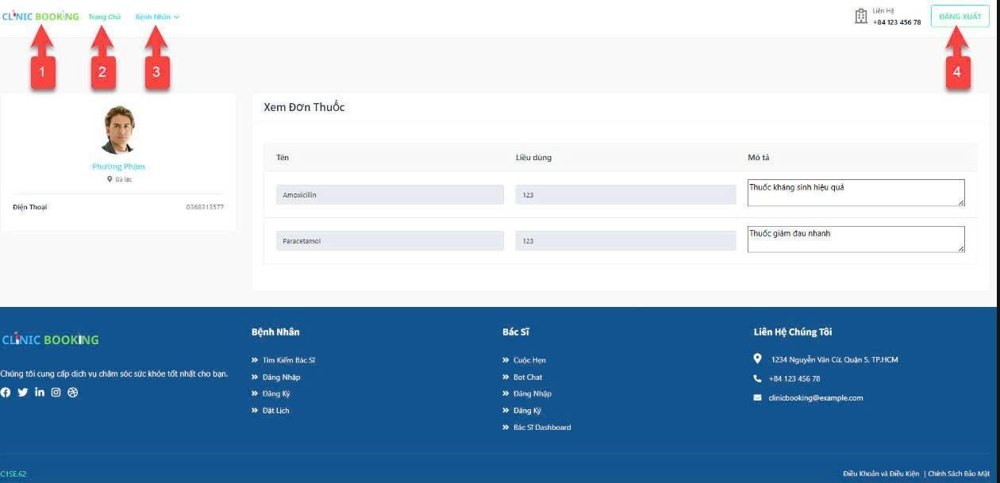 CLINIC BOOKING Trang Chủ Bệnh Nhân
Liên Hệ
+84 123 456 78
ĐĂNG XUẤT
1
2
3
4
Phương Phạm
Đà lạt
Điện Thoại 0368313577
Xem Đơn Thuốc
Tên Liều dùng Mô tả
Amoxicillin 123 Thuốc kháng sinh hiệu quả
Paracetamol 123 Thuốc giảm đau nhanh
CLINIC BOOKING
Chúng tôi cung cấp dịch vụ chăm sóc sức khỏe tốt nhất cho bạn.
Bệnh Nhân
Tìm Kiếm Bác Sĩ
Đăng Nhập
Đăng Ký
Đặt Lịch
Bác Sĩ
Cuộc Hẹn
Bot Chat
Đăng Nhập
Đăng Ký
Bác Sĩ Dashboard
Liên Hệ Chúng Tôi
1234 Nguyễn Văn Cừ, Quận 5, TP.HCM
+84 123 456 78
clinicbooking@example.com
C1SE.62
Điều Khoản và Điều Kiện | Chính Sách Bảo Mật